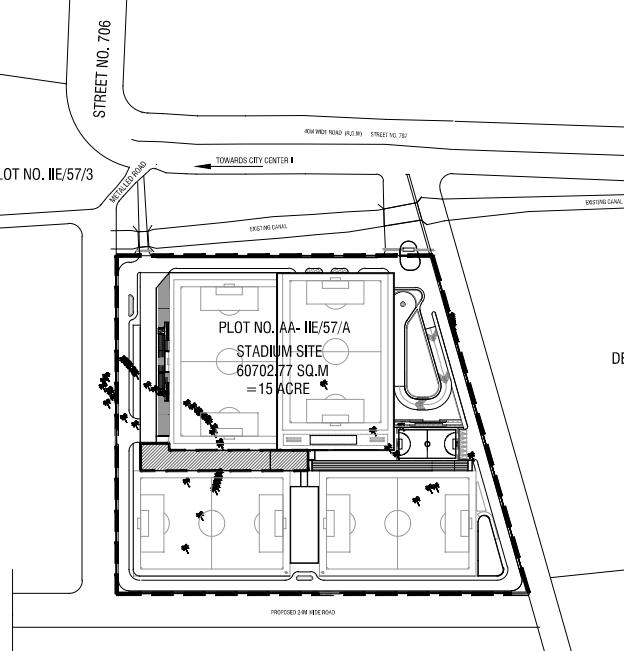 STREET NO. 706
40M WIDE ROAD (R.O.W) STREET NO. 707
TOWARDS CITY CENTER II
LOT NO. IIE/57/3
METALLED ROAD
EXISTING CANAL
EXISTING CANAL
PLOT NO. AA- IIE/57/A
STADIUM SITE
60702.77 SQ.M
=15 ACRE
DE
PROPOSED 24M WIDE ROAD